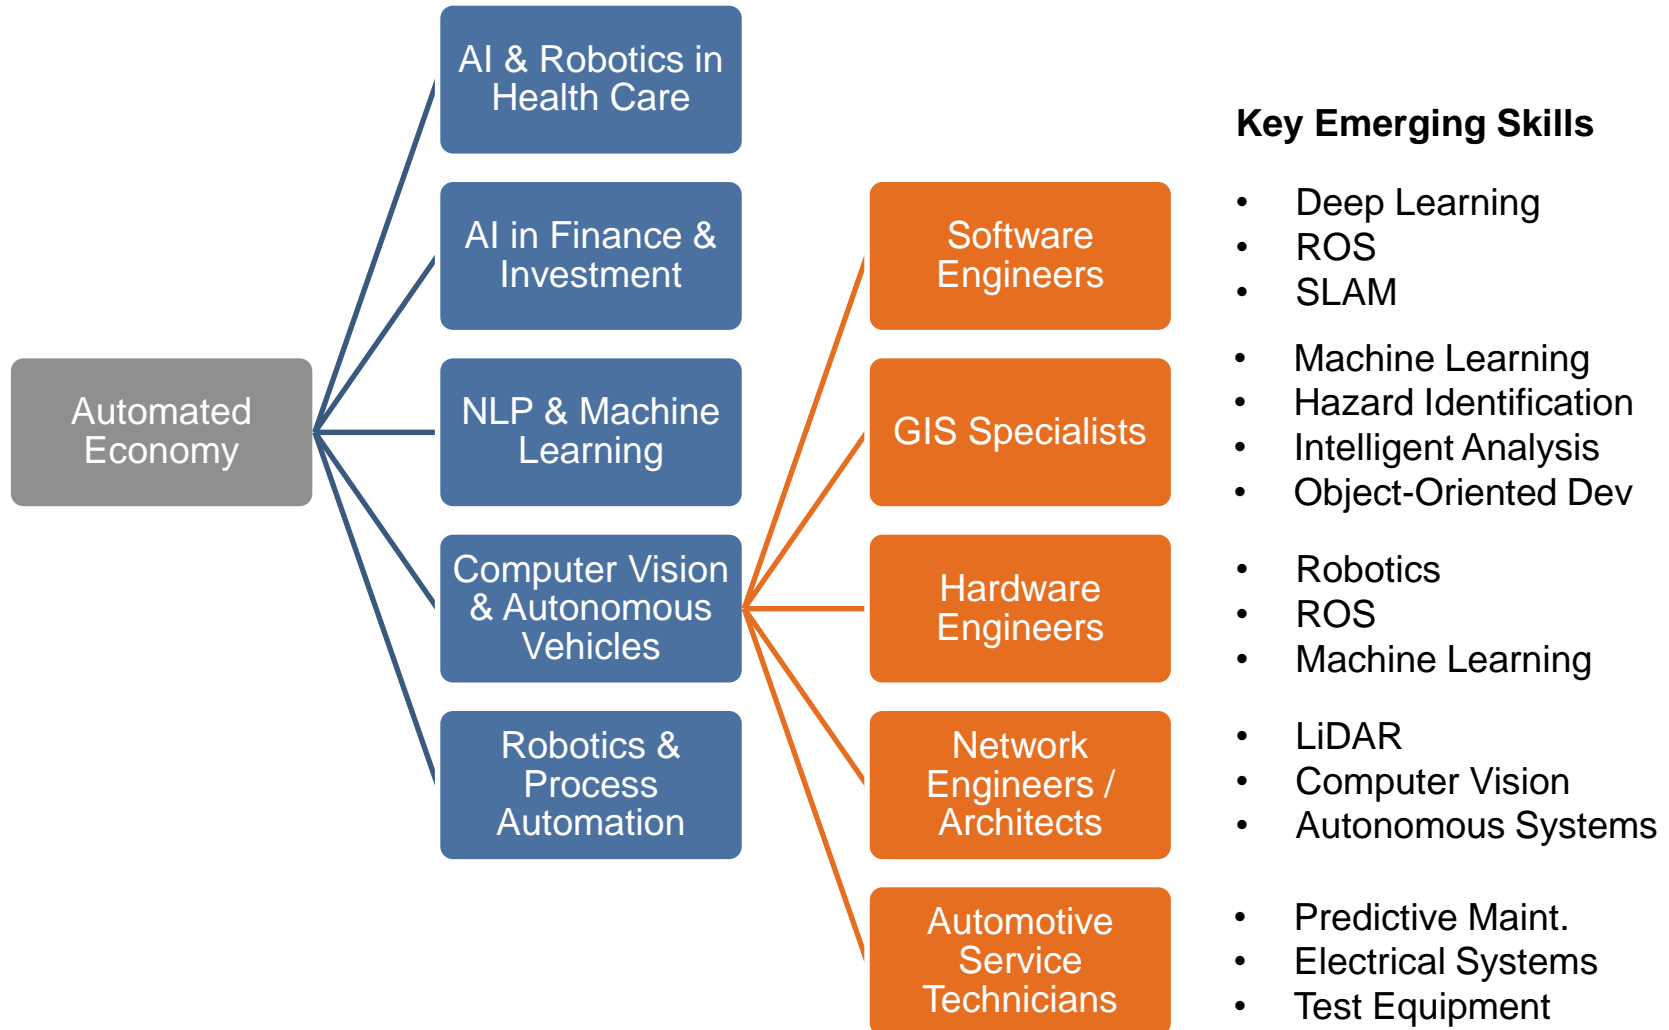 Automated
Economy
AI & Robotics in
Health Care
AI in Finance &
Investment
NLP & Machine
Learning
Computer Vision
& Autonomous
Vehicles
Robotics &
Process
Automation
Software
Engineers
GIS Specialists
Hardware
Engineers
Network
Engineers /
Architects
Automotive
Service
Technicians
Key Emerging Skills
• Deep Learning
• ROS
• SLAM
• Machine Learning
• Hazard Identification
• Intelligent Analysis
• Object-Oriented Dev
• Robotics
• ROS
• Machine Learning
• LiDAR
• Computer Vision
• Autonomous Systems
• Predictive Maint.
• Electrical Systems
• Test Equipment